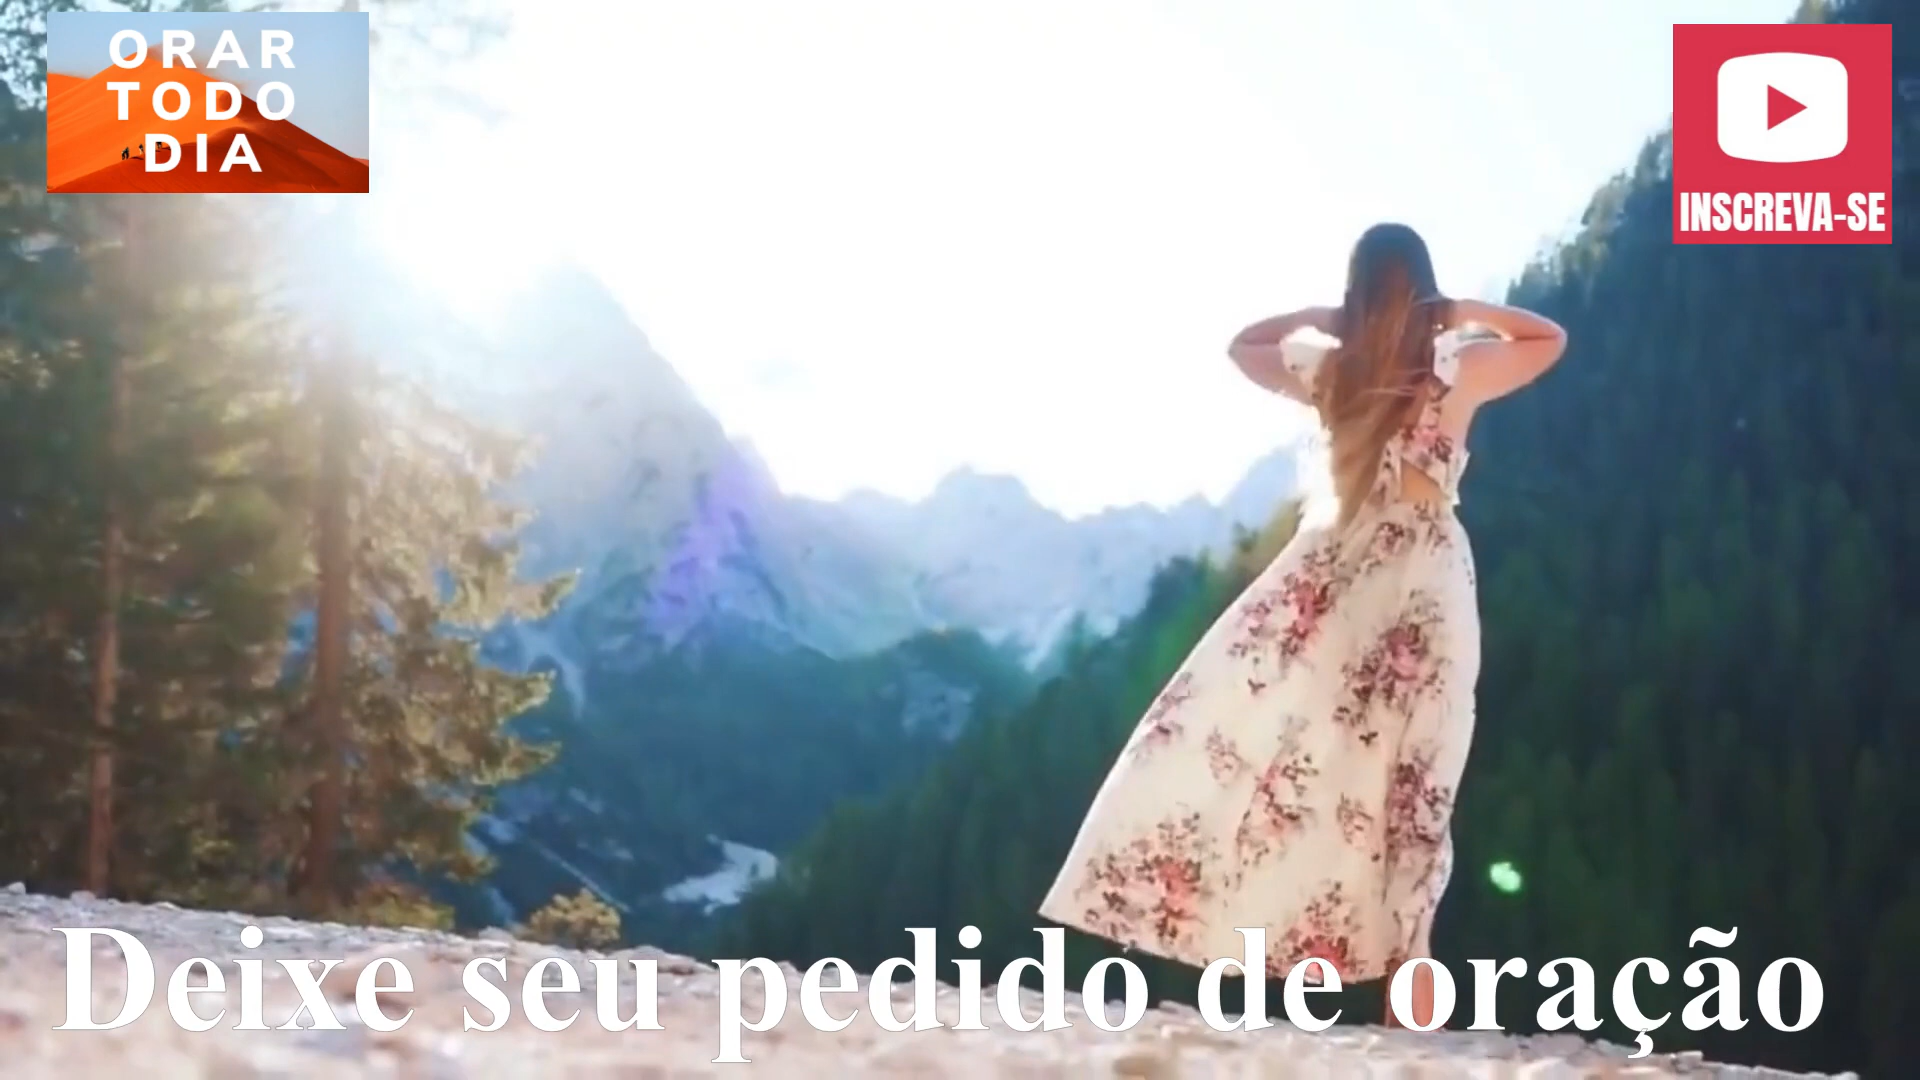 ORAR
TODO
DIA
INSCREVA-SE
Deixe seu pedido de oração